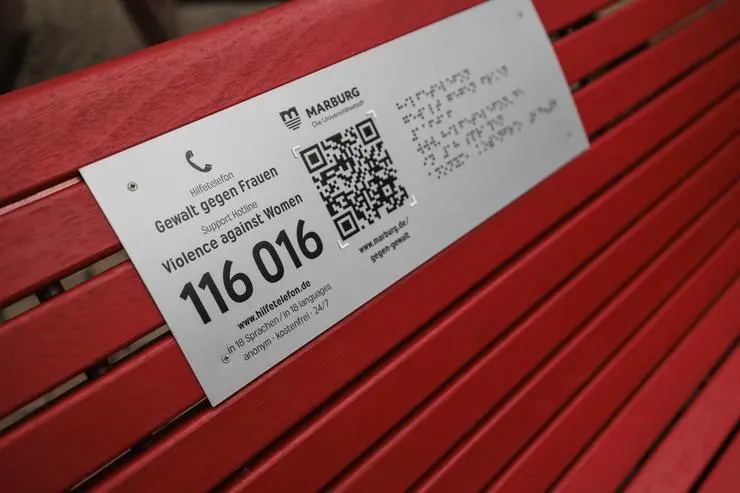 Hilfetelefon
Gewalt gegen Frauen
Support Hotline
Violence against Women
116 016
www.hilfetelefon.de
in 18 Sprachen / in 18 languages
anonym · kostenfrei · 24/7
MARBURG
Die Universitätsstadt
www.marburg.de/
gegen-gewalt